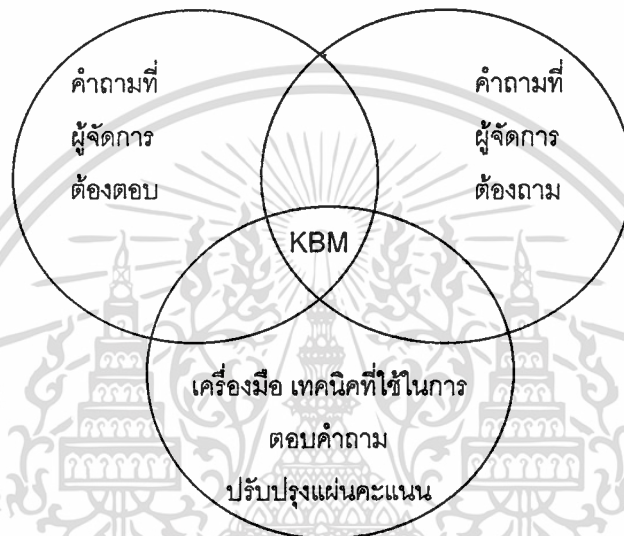 คำถามที่
ผู้จัดการ
ต้องตอบ
คำถามที่
ผู้จัดการ
ต้องถาม
KBM
เครื่องมือ เทคนิคที่ใช้ในการ
ตอบคำถาม
ปรับปรุงแผ่นคะแนน